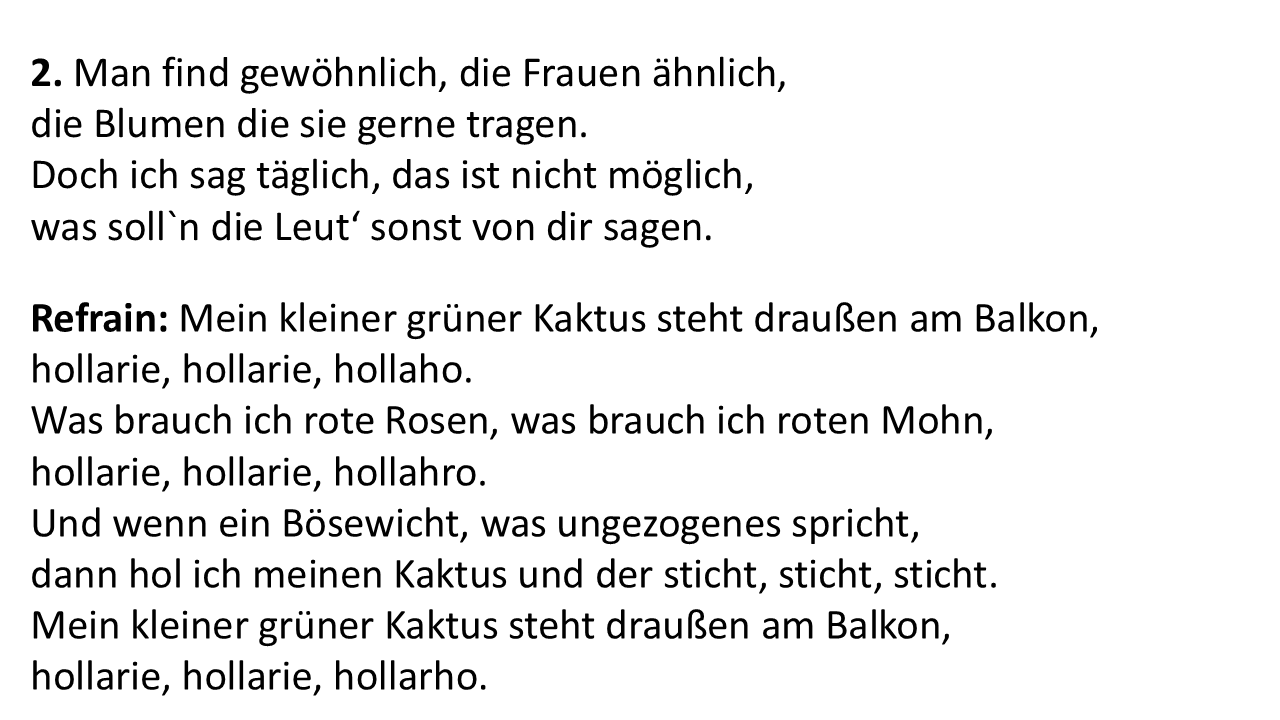 2. Man find gewöhnlich, die Frauen ähnlich,
die Blumen die sie gerne tragen.
Doch ich sag täglich, das ist nicht möglich,
was soll`n die Leut‘ sonst von dir sagen.
Refrain: Mein kleiner grüner Kaktus steht draußen am Balkon,
hollarie, hollarie, hollaho.
Was brauch ich rote Rosen, was brauch ich roten Mohn,
hollarie, hollarie, hollahro.
Und wenn ein Bösewicht, was ungezogenes spricht,
dann hol ich meinen Kaktus und der sticht, sticht, sticht.
Mein kleiner grüner Kaktus steht draußen am Balkon,
hollarie, hollarie, hollarho.